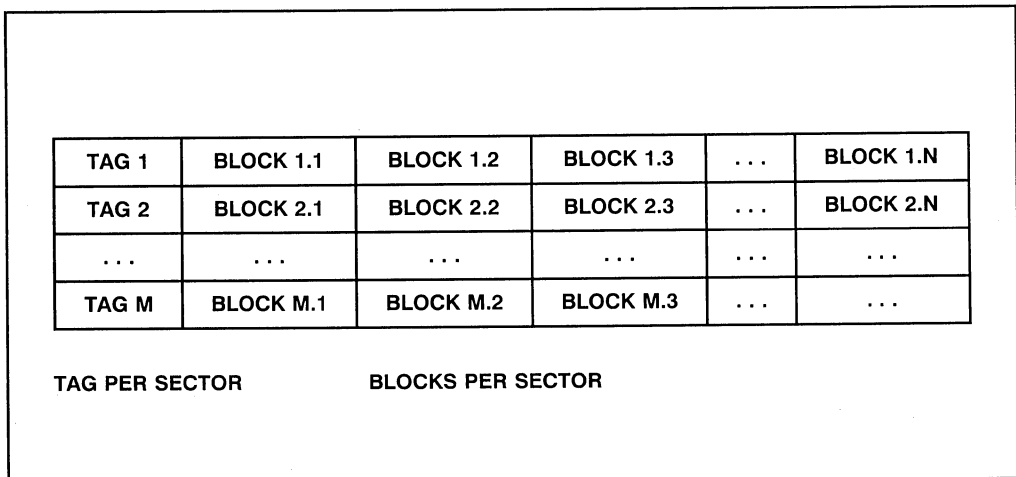 TAG 1 BLOCK 1.1 BLOCK 1.2 BLOCK 1.3 . . . BLOCK 1.N
TAG 2 BLOCK 2.1 BLOCK 2.2 BLOCK 2.3 . . . BLOCK 2.N
. . . . . . . . . . . . . . . . . .
TAG M BLOCK M.1 BLOCK M.2 BLOCK M.3 . . . . . .
TAG PER SECTOR BLOCKS PER SECTOR